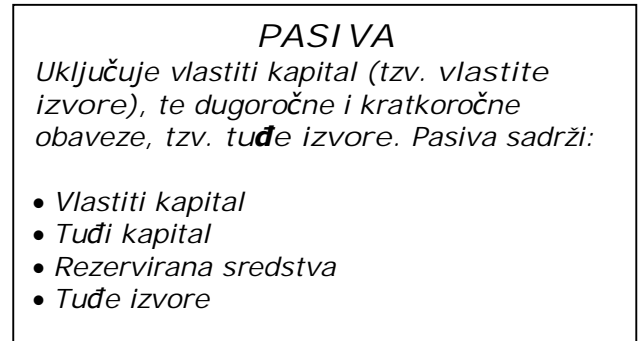 PASIVA
Uključuje vlastiti kapital (tzv. vlastite
izvore), te dugoročne i kratkoročne
obaveze, tzv. tuđe izvore. Pasiva sadrži:
• Vlastiti kapital
• Tuđi kapital
• Rezervirana sredstva
• Tuđe izvore